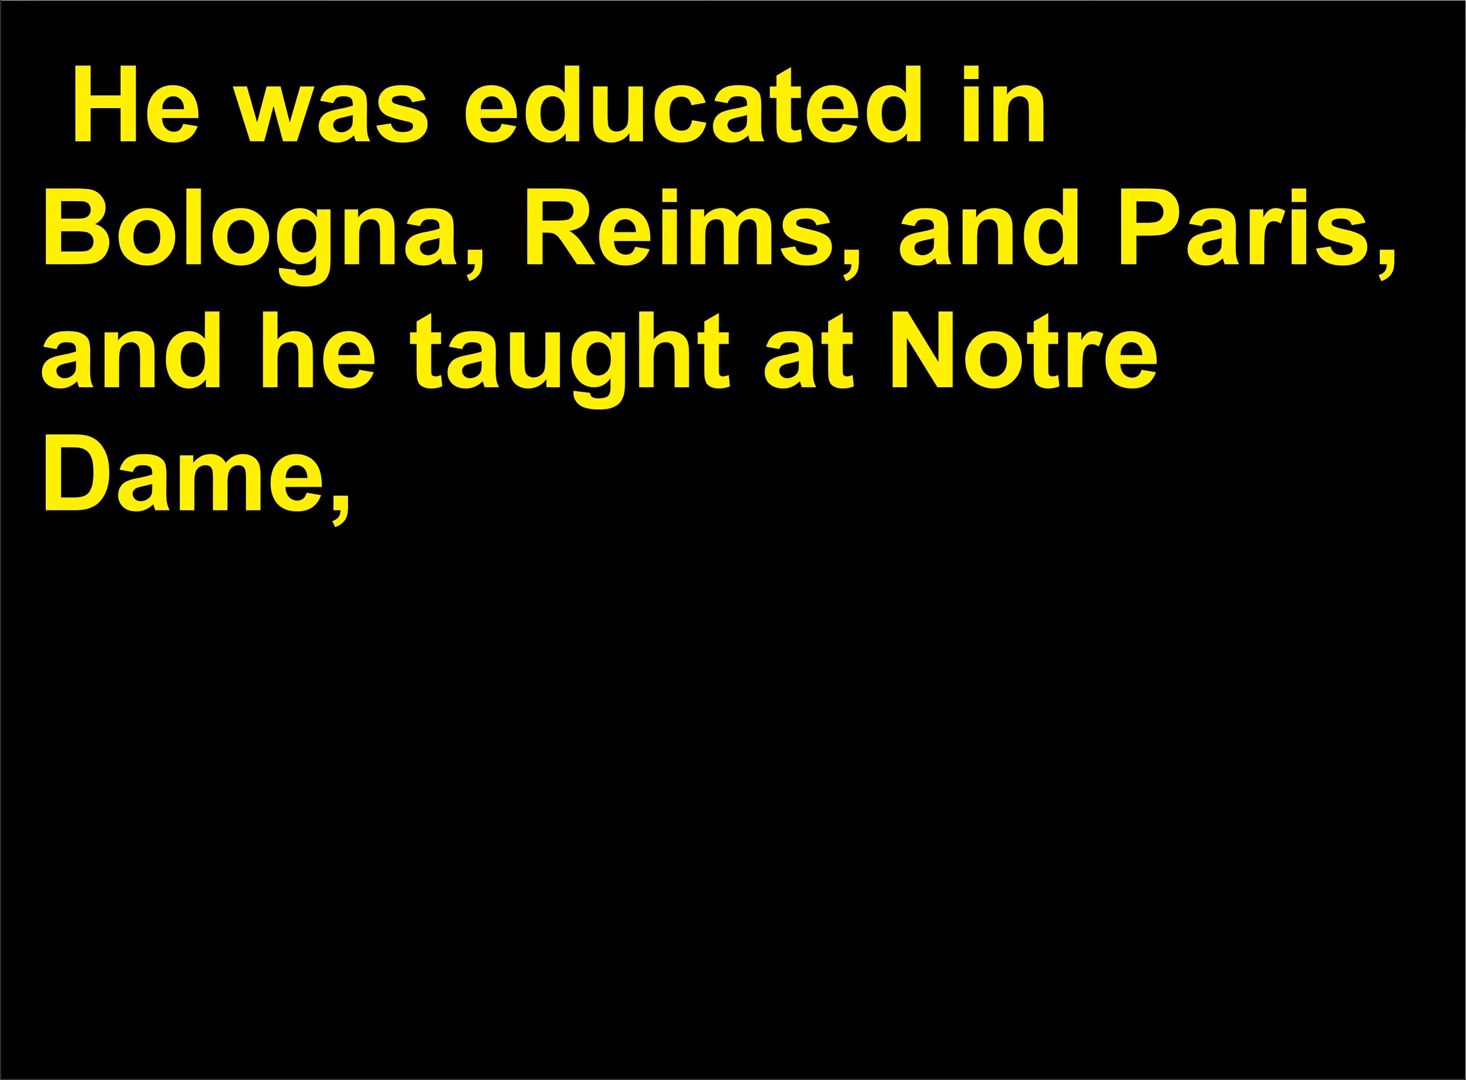 He was educated in
Bologna, Reims, and Paris,
and he taught at Notre
Dame,